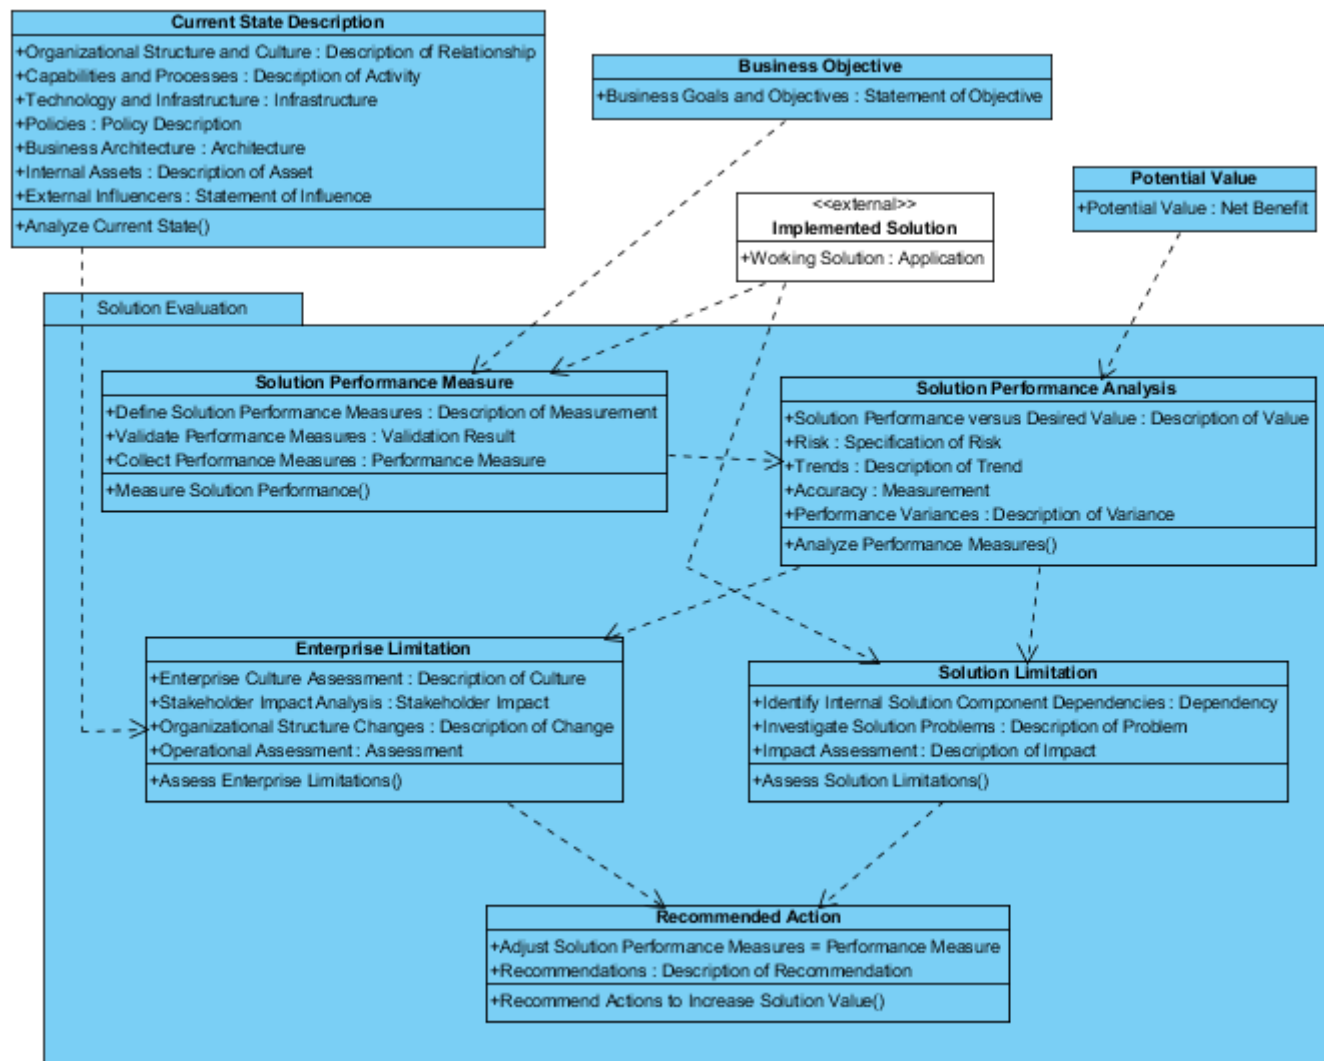 Current State Description
+Organizational Structure and Culture : Description of Relationship
+Capabilities and Processes : Description of Activity
+Technology and Infrastructure : Infrastructure
+Policies : Policy Description
+Business Architecture : Architecture
+Internal Assets : Description of Asset
+External Influencers : Statement of Influence
+Analyze Current State()
Business Objective
+Business Goals and Objectives : Statement of Objective
Potential Value
+Potential Value : Net Benefit
<<external>>
Implemented Solution
+Working Solution : Application
Solution Evaluation
Solution Performance Measure
+Define Solution Performance Measures : Description of Measurement
+Validate Performance Measures : Validation Result
+Collect Performance Measures : Performance Measure
+Measure Solution Performance()
Solution Performance Analysis
+Solution Performance versus Desired Value : Description of Value
+Risk : Specification of Risk
+Trends : Description of Trend
+Accuracy : Measurement
+Performance Variances : Description of Variance
+Analyze Performance Measures()
Enterprise Limitation
+Enterprise Culture Assessment : Description of Culture
+Stakeholder Impact Analysis : Stakeholder Impact
+Organizational Structure Changes : Description of Change
+Operational Assessment : Assessment
+Assess Enterprise Limitations()
Solution Limitation
+Identify Internal Solution Component Dependencies : Dependency
+Investigate Solution Problems : Description of Problem
+Impact Assessment : Description of Impact
+Assess Solution Limitations()
Recommended Action
+Adjust Solution Performance Measures = Performance Measure
+Recommendations : Description of Recommendation
+Recommend Actions to Increase Solution Value()